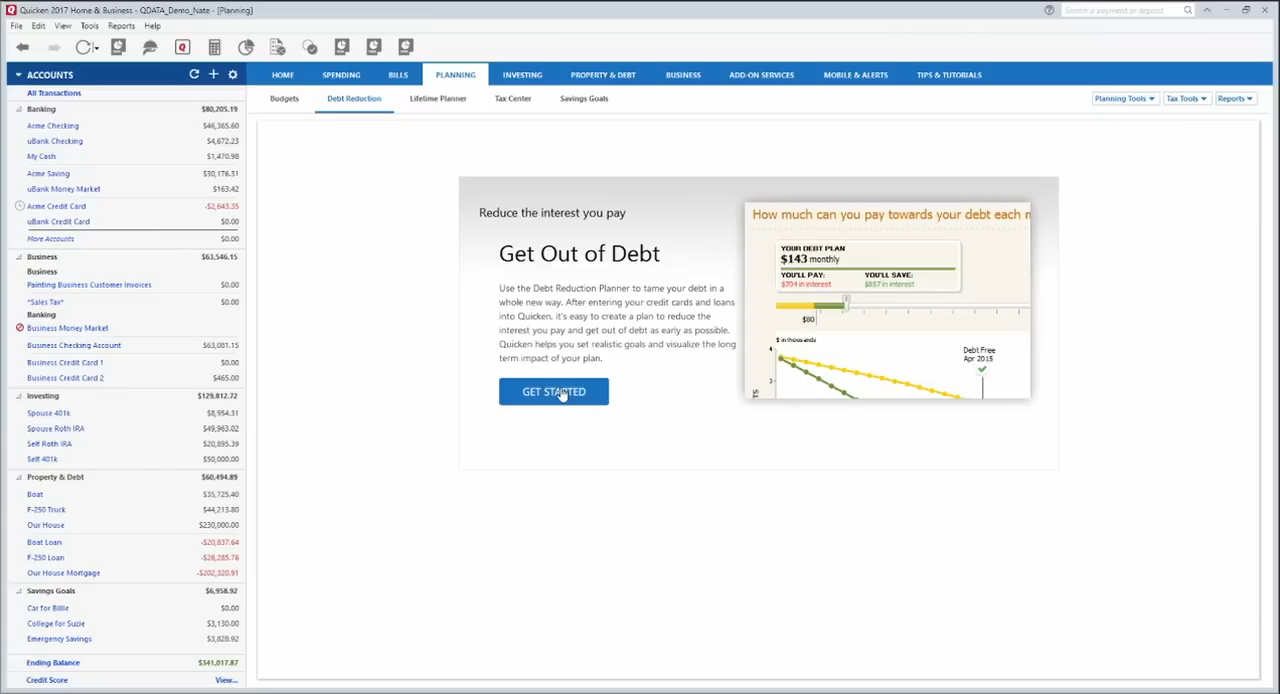 Quicken 2017 Home & Business - QDATA_Demo_Nate - [Planning]
Search is payment or deposit
File Edit View Tools Reports Help
ACCOUNTS
HOME SPENDING BILLS PLANNING INVESTING PROPERTY & DEBT BUSINESS ADD-ON SERVICES MOBILE & ALERTS TIPS & TUTORIALS
Budgets Debt Reduction Lifetime Planner Tax Center Savings Goals
Planning Tools Tax Tools Reports
All Transactions
Banking $80,205.19
Acme Checking $46,365.60
uBank Checking $4,672.23
My Cash $1,470.98
Acme Saving $30,176.31
uBank Money Market $163.42
Acme Credit Card -$2,643.35
uBank Credit Card $0.00
More Accounts $0.00
Business $63,546.15
Business
Painting Business Customer Invoices $0.00
*Sales Tax* $0.00
Banking
Business Money Market
Business Checking Account $63,081.15
Business Credit Card 1 $0.00
Business Credit Card 2 $465.00
Investing $129,812.72
Spouse 401k $8,954.31
Spouse Roth IRA $49,963.02
Self Roth IRA $20,895.39
Self 401k $50,000.00
Property & Debt $60,494.89
Boat $35,725.40
F-250 Truck $44,213.80
Our House $230,000.00
Boat Loan -$20,837.64
F-250 Loan -$26,285.76
Our House Mortgage -$202,320.91
Savings Goals $6,958.92
Car for Billie $0.00
College for Suzie $3,130.00
Emergency Savings $3,828.92
Ending Balance $341,017.87
Credit Score View...
Reduce the interest you pay
Get Out of Debt
Use the Debt Reduction Planner to tame your debt in a
whole new way. After entering your credit cards and loans
into Quicken, it's easy to create a plan to reduce the
interest you pay and get out of debt as early as possible.
Quicken helps you set realistic goals and visualize the long
term impact of your plan.
GET STARTED
How much can you pay towards your debt each m
YOUR DEBT PLAN
$143 monthly
YOU'LL PAY: YOU'LL SAVE:
$704 in interest $857 in interest
$80
$ in thousands
4
3
Debt Free
Apr 2015